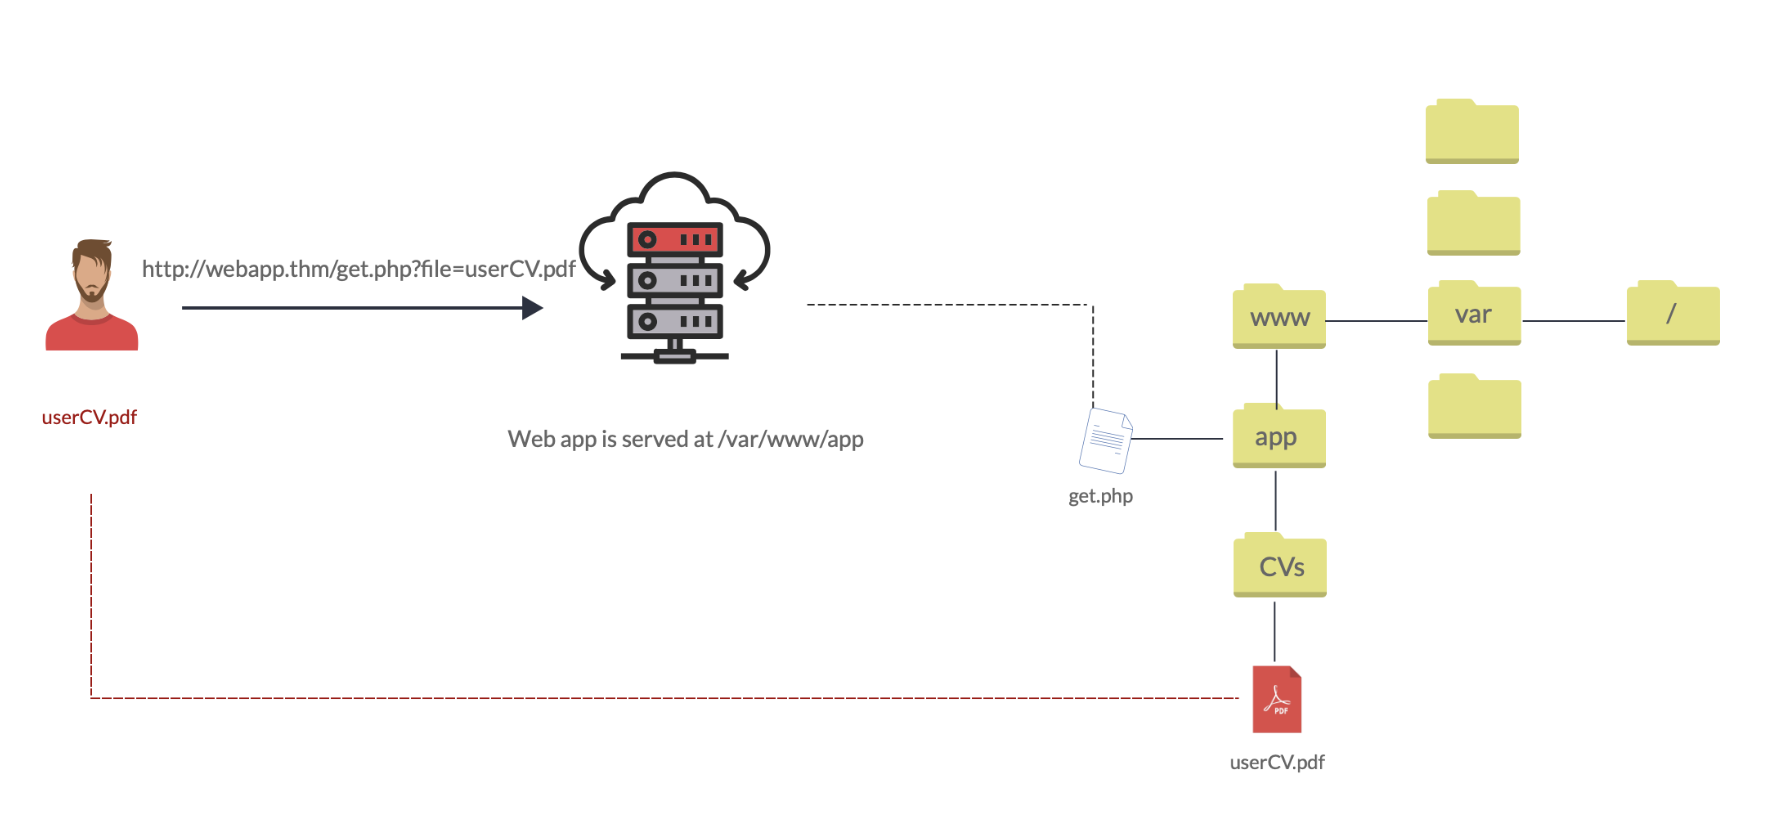 http://webapp.thm/get.php?file=userCV.pdf
userCV.pdf
Web app is served at /var/www/app
get.php
www
var
/
app
CVs
PDF
userCV.pdf